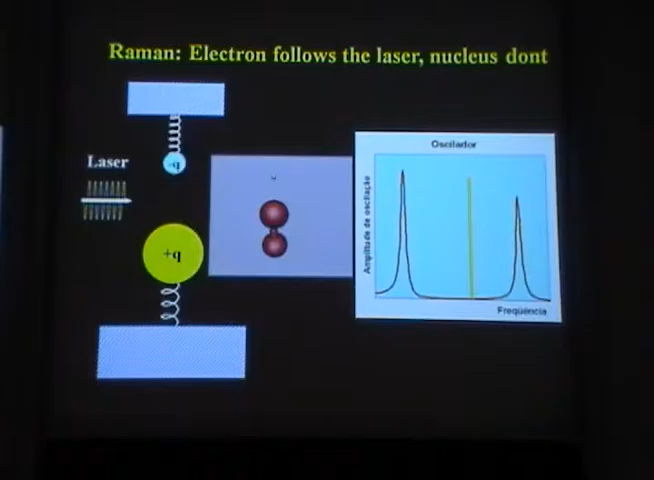 Raman: Electron follows the laser, nucleus dont
-q
Laser
+q
Oscilador
Amplitude de oscilação
Freqüência